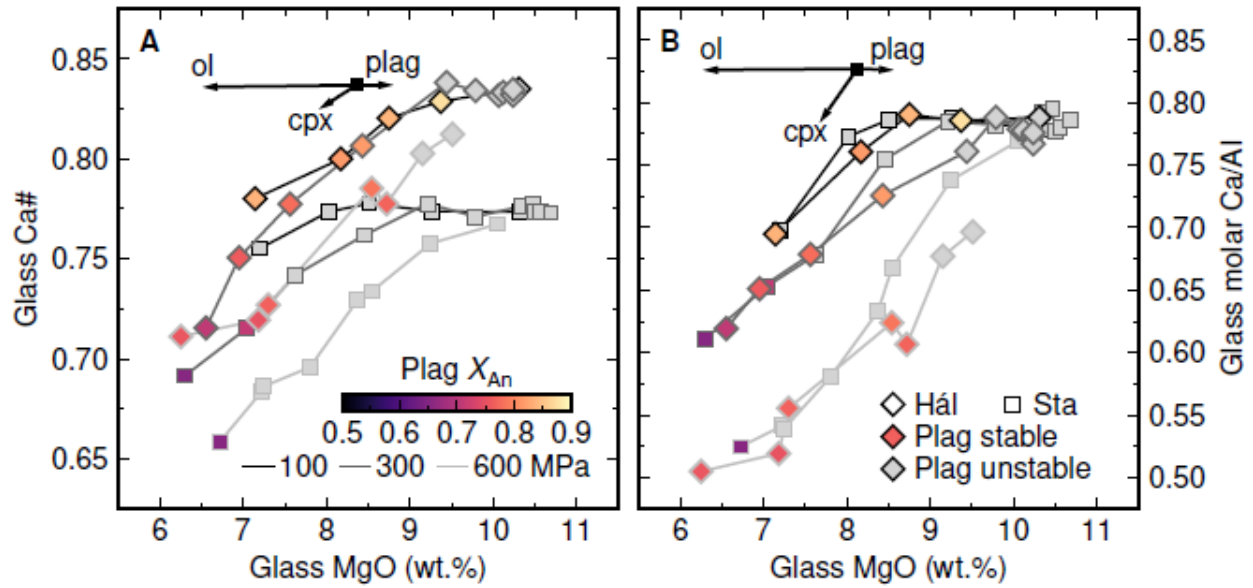 A
ol
plag
cpx
Glass Ca#
0.85
0.80
0.75
0.70
0.65
Plag X_An
0.5 0.6 0.7 0.8 0.9
100 300 600 MPa
6 7 8 9 10 11
Glass MgO (wt.%)
B
ol
plag
cpx
Hál Sta
Plag stable
Plag unstable
6 7 8 9 10 11
Glass MgO (wt.%)
0.85
0.80
0.75
0.70
0.65
0.60
0.55
0.50
Glass molar Ca/Al